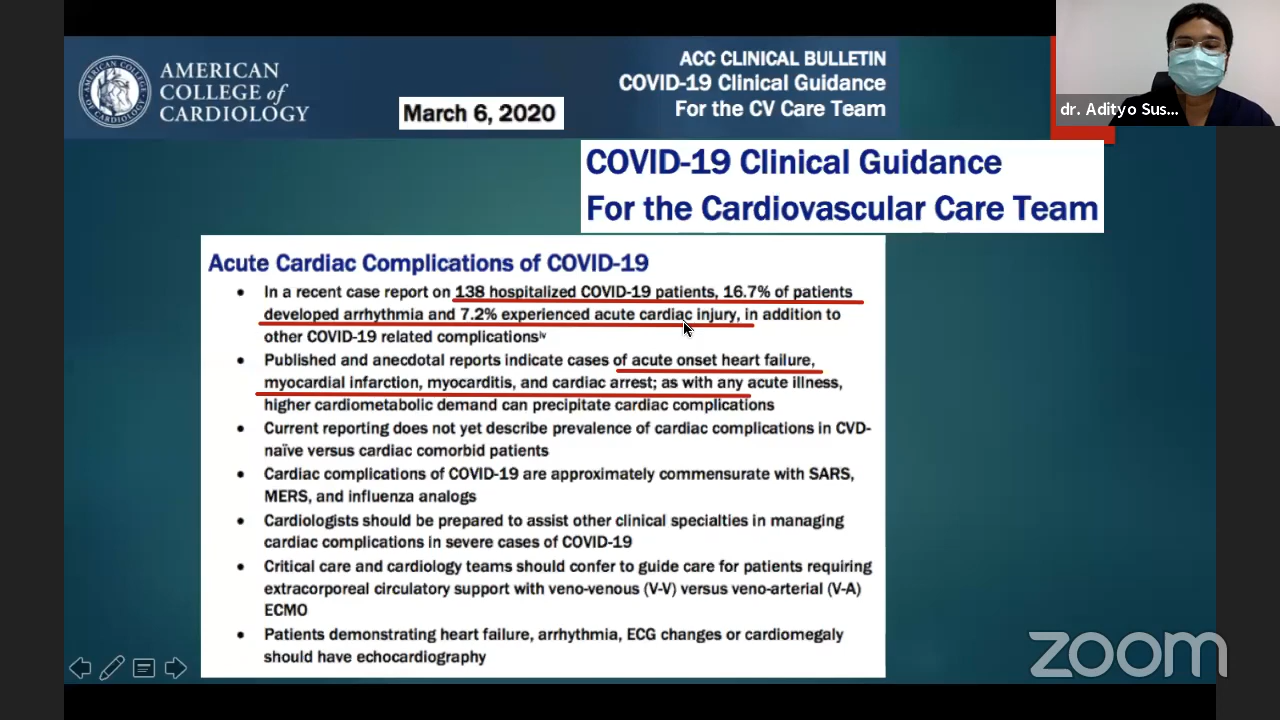 AMERICAN
COLLEGE of
CARDIOLOGY
March 6, 2020
ACC CLINICAL BULLETIN
COVID-19 Clinical Guidance
For the CV Care Team
dr. Adityo Sus...
COVID-19 Clinical Guidance
For the Cardiovascular Care Team
Acute Cardiac Complications of COVID-19
• In a recent case report on 138 hospitalized COVID-19 patients, 16.7% of patients
developed arrhythmia and 7.2% experienced acute cardiac injury, in addition to
other COVID-19 related complicationsⁱᵛ
• Published and anecdotal reports indicate cases of acute onset heart failure,
myocardial infarction, myocarditis, and cardiac arrest; as with any acute illness,
higher cardiometabolic demand can precipitate cardiac complications
• Current reporting does not yet describe prevalence of cardiac complications in CVD-
naïve versus cardiac comorbid patients
• Cardiac complications of COVID-19 are approximately commensurate with SARS,
MERS, and influenza analogs
• Cardiologists should be prepared to assist other clinical specialties in managing
cardiac complications in severe cases of COVID-19
• Critical care and cardiology teams should confer to guide care for patients requiring
extracorporeal circulatory support with veno-venous (V-V) versus veno-arterial (V-A)
ECMO
• Patients demonstrating heart failure, arrhythmia, ECG changes or cardiomegaly
should have echocardiography
zoom